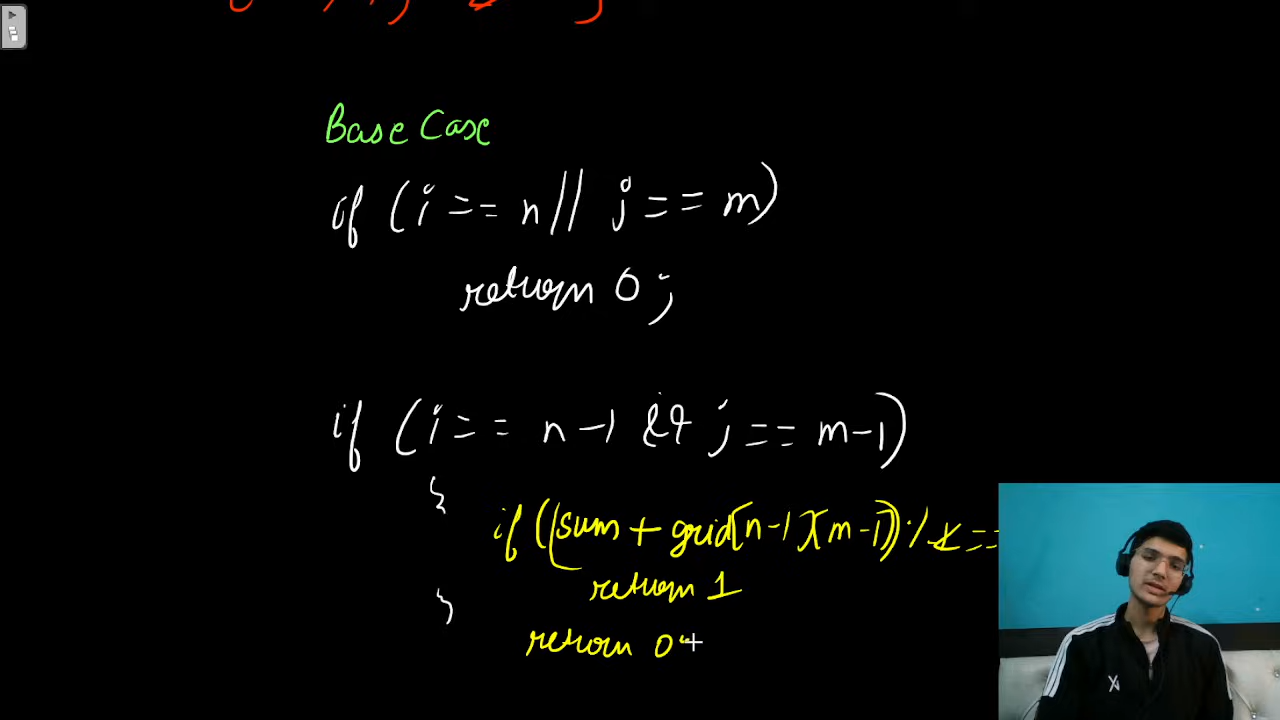 Base Case
if (i == n || j == m)
return 0;
if (i == n-1 && j == m-1)
{
if ((sum + grid[n-1][m-1]) % k ==
return 1
}
return 0